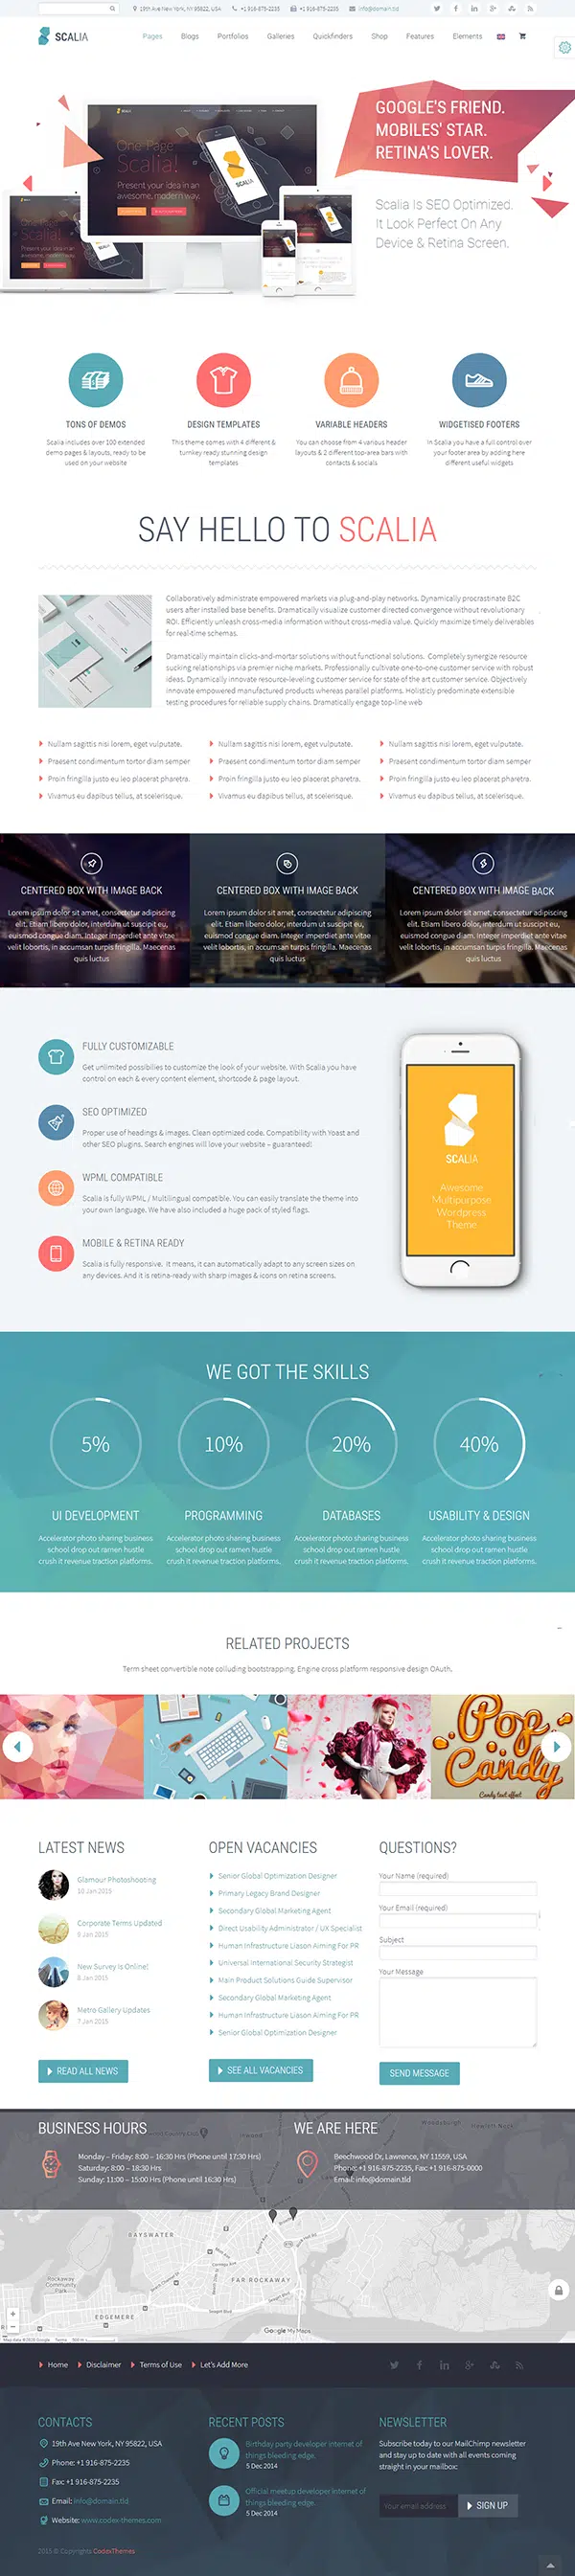 19th Ave New York, NY 95822, USA
+1 916-875-2235
+1 916-875-2235
info@domain.tld
SCALIA
Pages
Blogs
Portfolios
Galleries
Quickfinders
Shop
Features
Elements
One-Page
Scalia!
Present your idea in an
awesome, modern way.
GOOGLE'S FRIEND.
MOBILES' STAR.
RETINA'S LOVER.
Scalia Is SEO Optimized.
It Look Perfect On Any
Device & Retina Screen.
TONS OF DEMOS
Scalia includes over 100 extended
demo pages & layouts, ready to be
used on your website
DESIGN TEMPLATES
This theme comes with 4 different &
turnkey ready stunning design
templates
VARIABLE HEADERS
You can choose from 4 various header
layouts & 2 different top-area bars with
contacts & socials
WIDGETISED FOOTERS
In Scalia you have a full control over
your footer area by adding here
different useful widgets
SAY HELLO TO SCALIA
Collaboratively administrate empowered markets via plug-and-play networks. Dynamically procrastinate B2C
users after installed base benefits. Dramatically visualize customer directed convergence without revolutionary
ROI. Efficiently unleash cross-media information without cross-media value. Quickly maximize timely deliverables
for real-time schemas.
Dramatically maintain clicks-and-mortar solutions without functional solutions. Completely synergize resource
sucking relationships via premier niche markets. Professionally cultivate one-to-one customer service with robust
ideas. Dynamically innovate resource-leveling customer service for state of the art customer service. Objectively
innovate empowered manufactured products whereas parallel platforms. Holisticly predominate extensible
testing procedures for reliable supply chains. Dramatically engage top-line web
Nullam sagittis nisi lorem, eget vulputate.
Praesent condimentum tortor diam semper
Proin fringilla justo eu leo placerat pharetra.
Vivamus eu dapibus tellus, at scelerisque.
Nullam sagittis nisi lorem, eget vulputate.
Praesent condimentum tortor diam semper
Proin fringilla justo eu leo placerat pharetra.
Vivamus eu dapibus tellus, at scelerisque.
Nullam sagittis nisi lorem, eget vulputate.
Praesent condimentum tortor diam semper
Proin fringilla justo eu leo placerat pharetra.
Vivamus eu dapibus tellus, at scelerisque.
CENTERED BOX WITH IMAGE BACK
Lorem ipsum dolor sit amet, consectetur adipiscing
elit. Etiam libero dolor, interdum ut suscipit eu,
euismod congue diam. Integer imperdiet ante vitae
velit lobortis, in accumsan turpis fringilla. Maecenas
quis luctus
CENTERED BOX WITH IMAGE BACK
Lorem ipsum dolor sit amet, consectetur adipiscing
elit. Etiam libero dolor, interdum ut suscipit eu,
euismod congue diam. Integer imperdiet ante vitae
velit lobortis, in accumsan turpis fringilla. Maecenas
quis luctus
CENTERED BOX WITH IMAGE BACK
Lorem ipsum dolor sit amet, consectetur adipiscing
elit. Etiam libero dolor, interdum ut suscipit eu,
euismod congue diam. Integer imperdiet ante vitae
velit lobortis, in accumsan turpis fringilla. Maecenas
quis luctus
FULLY CUSTOMIZABLE
Get unlimited possibilies to customize the look of your website. With Scalia you have
control on each & every content element, shortcode & page layout.
SEO OPTIMIZED
Proper use of headings & images. Clean optimized code. Compatibility with Yoast and
other SEO plugins. Search engines will love your website – guaranteed!
WPML COMPATIBLE
Scalia is fully WPML / Multilingual compatible. You can easily translate the theme into
your own language. We have also included a huge pack of styled flags.
MOBILE & RETINA READY
Scalia is fully responsive. it means, it can automatically adapt to any screen sizes on
any devices. And it is retina-ready with sharp images & icons on retina screens.
SCALIA
Awesome
Multipurpose
Wordpress
Theme
WE GOT THE SKILLS
5%
10%
20%
40%
UI DEVELOPMENT
Accelerator photo sharing business
school drop out ramen hustle
crush it revenue traction platforms.
PROGRAMMING
Accelerator photo sharing business
school drop out ramen hustle
crush it revenue traction platforms.
DATABASES
Accelerator photo sharing business
school drop out ramen hustle
crush it revenue traction platforms.
USABILITY & DESIGN
Accelerator photo sharing business
school drop out ramen hustle
crush it revenue traction platforms.
RELATED PROJECTS
Term sheet convertible note colluding bootstrapping. Engine cross platform responsive design OAuth.
Pop
Candy
Candy text effect
LATEST NEWS
Glamour Photoshooting
10 Jan 2015
Corporate Terms Updated
9 Jan 2015
New Survey Is Online!
8 Jan 2015
Metro Gallery Updates
7 Jan 2015
READ ALL NEWS
OPEN VACANCIES
Senior Global Optimization Designer
Primary Legacy Brand Designer
Secondary Global Marketing Agent
Direct Usability Administrator / UX Specialist
Human Infrastructure Liason Aiming For PR
Universal International Security Strategist
Main Product Solutions Guide Supervisor
Secondary Global Marketing Agent
Human Infrastructure Liason Aiming For PR
Senior Global Optimization Designer
SEE ALL VACANCIES
QUESTIONS?
Your Name (required)
Your Email (required)
Subject
Your Message
SEND MESSAGE
BUSINESS HOURS
Monday – Friday: 8:00 – 16:30 Hrs (Phone until 17:30 Hrs)
Saturday: 8:00 – 18:30 Hrs
Sunday: 11:00 – 15:00 Hrs (Phone until 16:30 Hrs)
WE ARE HERE
Beechwood Dr, Lawrence, NY 11559, USA
Phone: +1 916-875-2235, Fax: +1 916-875-0000
Email: info@domain.tld
Woodsburgh
Hewlett Neck
BAYSWATER
Rockaway
Community
Park
FAR ROCKAWAY
EDGEMERE
Google My Maps
Home
Disclaimer
Terms of Use
Let's Add More
CONTACTS
19th Ave New York, NY 95822, USA
Phone: +1 916-875-2235
Fax: +1 916-875-2235
Email: info@domain.tld
Website: www.codex-themes.com
RECENT POSTS
Birthday party developer internet of
things bleeding edge.
5 Dec 2014
Official meetup developer internet of
things bleeding edge.
5 Dec 2014
NEWSLETTER
Subscribe today to our MailChimp newsletter
and stay up to date with all events coming
straight in your mailbox:
Your email address
SIGN UP
2015 © Copyrights CodexThemes